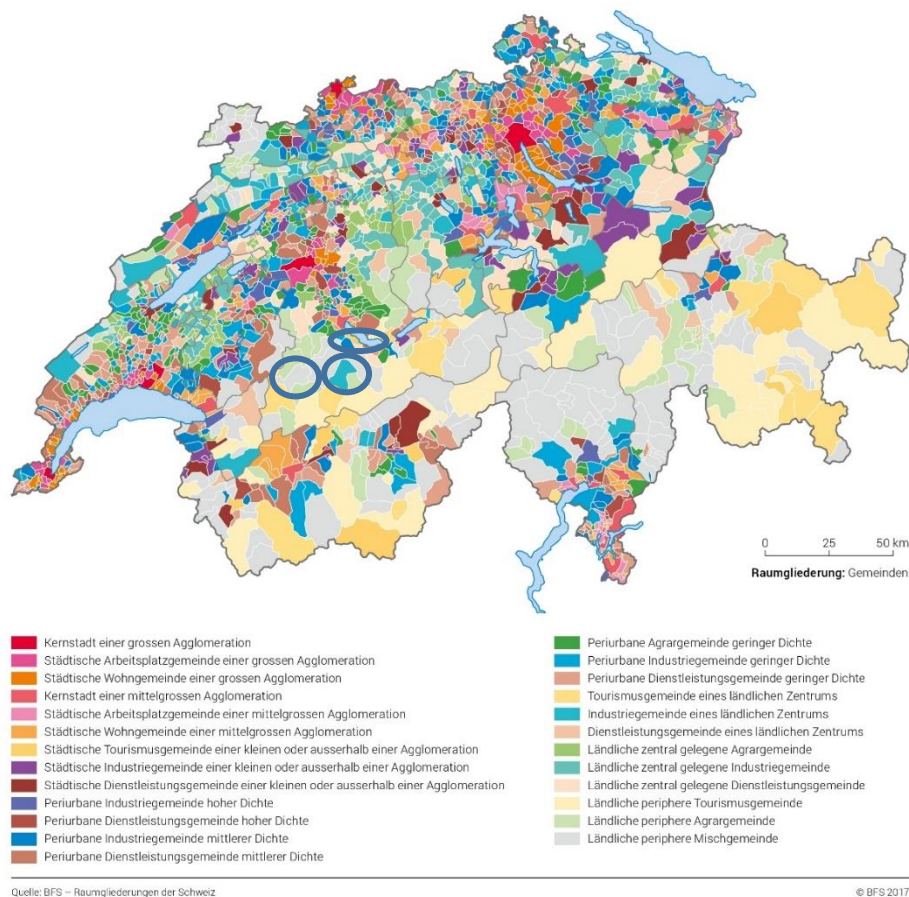 0 25 50 km
Raumgliederung: Gemeinden
Kernstadt einer grossen Agglomeration
Städtische Arbeitsplatzgemeinde einer grossen Agglomeration
Städtische Wohngemeinde einer grossen Agglomeration
Kernstadt einer mittelgrossen Agglomeration
Städtische Arbeitsplatzgemeinde einer mittelgrossen Agglomeration
Städtische Wohngemeinde einer mittelgrossen Agglomeration
Städtische Tourismusgemeinde einer kleinen oder ausserhalb einer Agglomeration
Städtische Industriegemeinde einer kleinen oder ausserhalb einer Agglomeration
Städtische Dienstleistungsgemeinde einer kleinen oder ausserhalb einer Agglomeration
Periurbane Industriegemeinde hoher Dichte
Periurbane Dienstleistungsgemeinde hoher Dichte
Periurbane Industriegemeinde mittlerer Dichte
Periurbane Dienstleistungsgemeinde mittlerer Dichte
Periurbane Agrargemeinde geringer Dichte
Periurbane Industriegemeinde geringer Dichte
Periurbane Dienstleistungsgemeinde geringer Dichte
Tourismusgemeinde eines ländlichen Zentrums
Industriegemeinde eines ländlichen Zentrums
Dienstleistungsgemeinde eines ländlichen Zentrums
Ländliche zentral gelegene Agrargemeinde
Ländliche zentral gelegene Industriegemeinde
Ländliche zentral gelegene Dienstleistungsgemeinde
Ländliche periphere Tourismusgemeinde
Ländliche periphere Agrargemeinde
Ländliche periphere Mischgemeinde
Quelle: BFS – Raumgliederungen der Schweiz
© BFS 2017